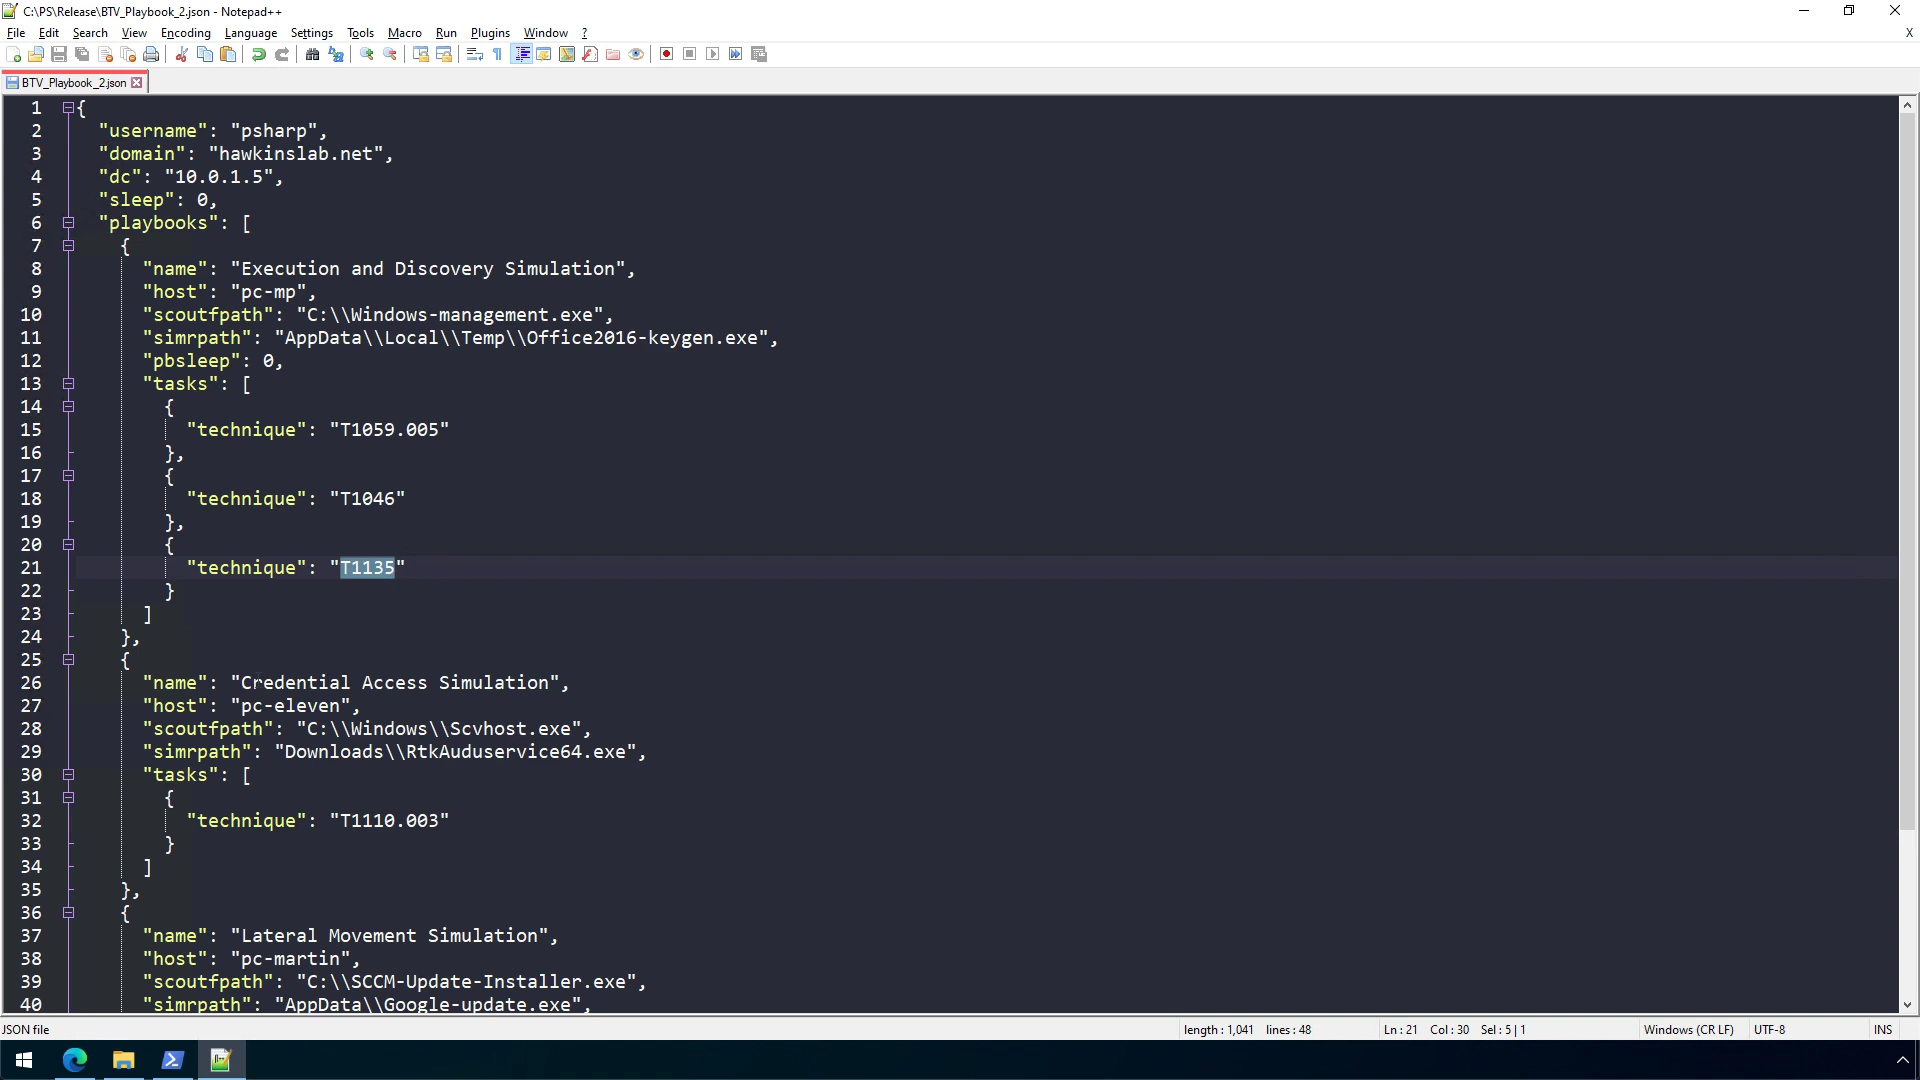 C:\PS\Release\BTV_Playbook_2.json - Notepad++
File Edit Search View Encoding Language Settings Tools Macro Run Plugins Window ? X
BTV_Playbook_2.json
1 {
2 "username": "psharp",
3 "domain": "hawkinslab.net",
4 "dc": "10.0.1.5",
5 "sleep": 0,
6 "playbooks": [
7 {
8 "name": "Execution and Discovery Simulation",
9 "host": "pc-mp",
10 "scoutfpath": "C:\\Windows-management.exe",
11 "simrpath": "AppData\\Local\\Temp\\Office2016-keygen.exe",
12 "pbsleep": 0,
13 "tasks": [
14 {
15 "technique": "T1059.005"
16 },
17 {
18 "technique": "T1046"
19 },
20 {
21 "technique": "T1135"
22 }
23 ]
24 },
25 {
26 "name": "Credential Access Simulation",
27 "host": "pc-eleven",
28 "scoutfpath": "C:\\Windows\\Scvhost.exe",
29 "simrpath": "Downloads\\RtkAuduservice64.exe",
30 "tasks": [
31 {
32 "technique": "T1110.003"
33 }
34 ]
35 },
36 {
37 "name": "Lateral Movement Simulation",
38 "host": "pc-martin",
39 "scoutfpath": "C:\\SCCM-Update-Installer.exe",
40 "simrpath": "AppData\\Google-update.exe",
JSON file length : 1,041 lines : 48 Ln : 21 Col : 30 Sel : 5 | 1 Windows (CR LF) UTF-8 INS